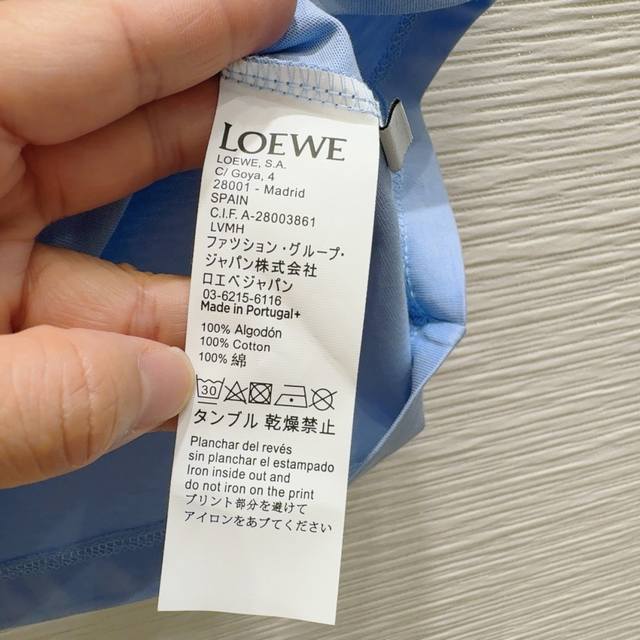 LOEWE
LOEWE, S.A.
C/ Goya, 4
28001 - Madrid
SPAIN
C.I.F. A-28003861
LVMH
ファツション・グループ・
ジャパン株式会社
ロエベジャパン
03-6215-6116
Made in Portugal+
100% Algodón
100% Cotton
100% 綿
30
タンブル 乾燥禁止
Planchar del revés
sin planchar el estampado
Iron inside out and
do not iron on the print
プリント部分を避けて
アイロンをあブてください